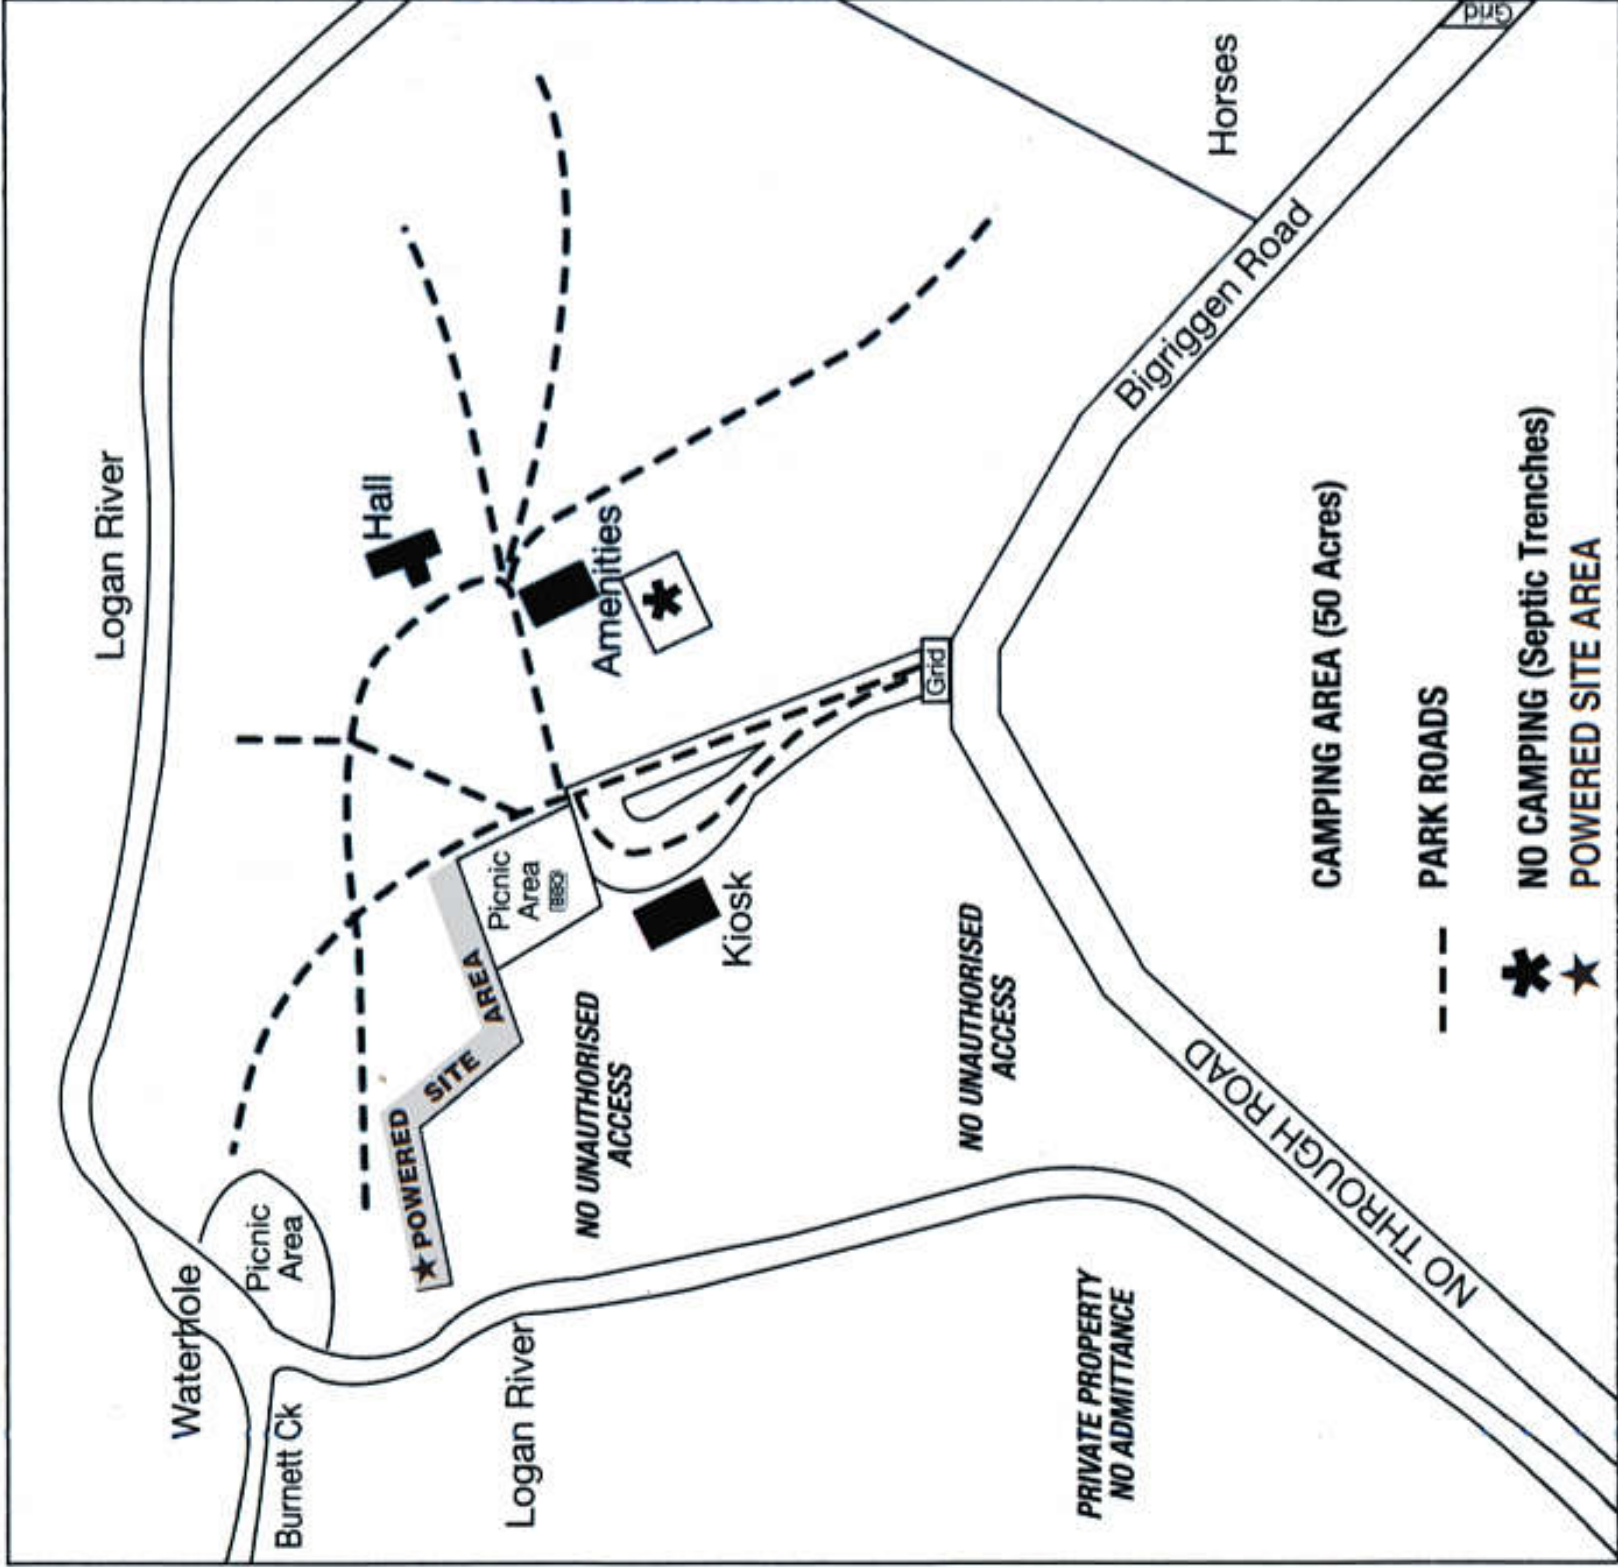 Logan River
Waterhole
Burnett Ck
Picnic
Area
Hall
Logan River
★ POWERED SITE AREA
Picnic
Area
BBQ
Amenities
Kiosk
NO UNAUTHORISED
ACCESS
Grid
NO UNAUTHORISED
ACCESS
PRIVATE PROPERTY
NO ADMITTANCE
Horses
Bigriggen Road
Grid
NO THROUGH ROAD
CAMPING AREA (50 Acres)
PARK ROADS
NO CAMPING (Septic Trenches)
★ POWERED SITE AREA